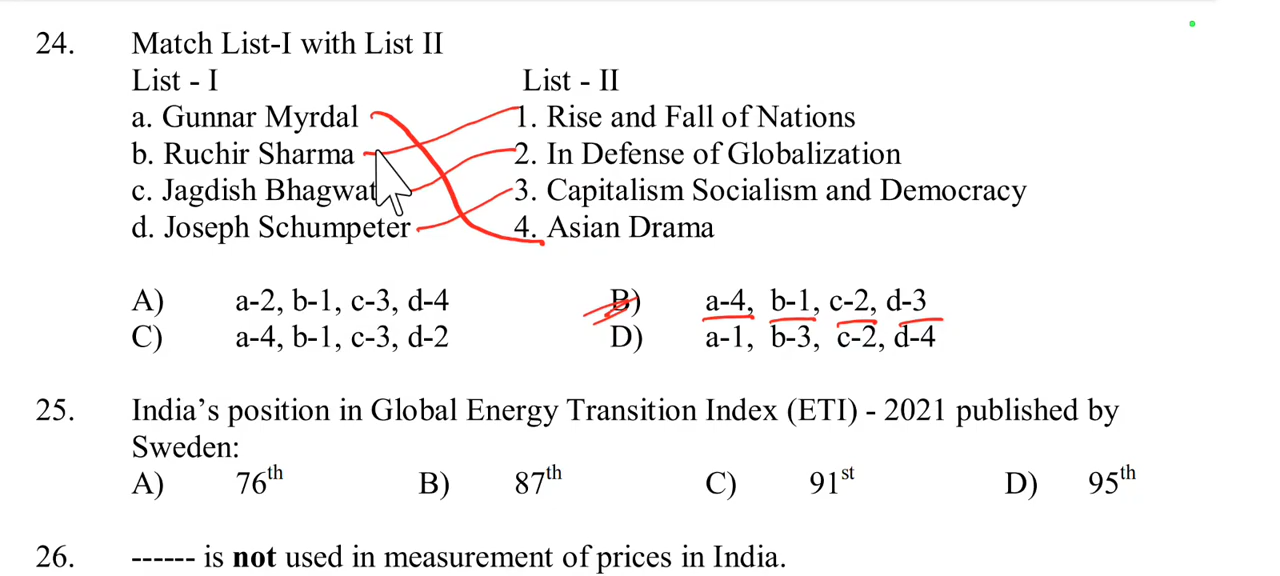 24. Match List-I with List II
List - I List - II
a. Gunnar Myrdal 1. Rise and Fall of Nations
b. Ruchir Sharma 2. In Defense of Globalization
c. Jagdish Bhagwat 3. Capitalism Socialism and Democracy
d. Joseph Schumpeter 4. Asian Drama
A) a-2, b-1, c-3, d-4 B) a-4, b-1, c-2, d-3
C) a-4, b-1, c-3, d-2 D) a-1, b-3, c-2, d-4
25. India's position in Global Energy Transition Index (ETI) - 2021 published by
Sweden:
A) 76th B) 87th C) 91st D) 95th
26. ------ is not used in measurement of prices in India.